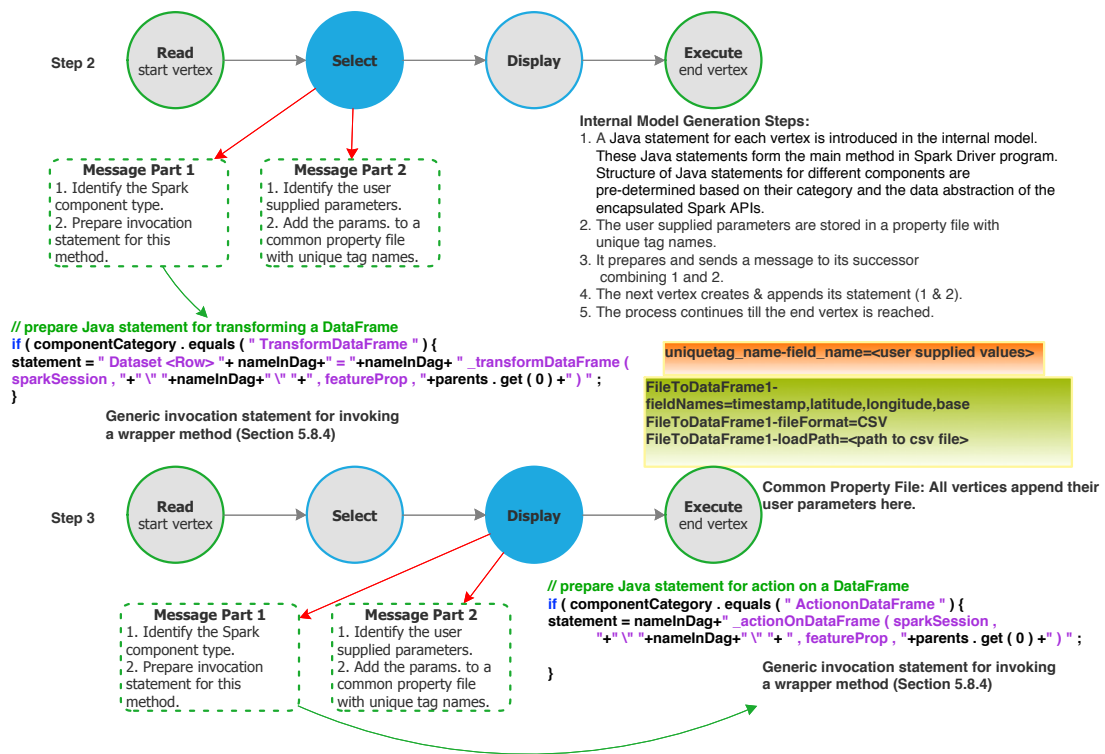 Step 2
Read
start vertex
Select
Display
Execute
end vertex
Message Part 1
1. Identify the Spark
component type.
2. Prepare invocation
statement for this
method.
Message Part 2
1. Identify the user
supplied parameters.
2. Add the params. to a
common property file
with unique tag names.
Internal Model Generation Steps:
1. A Java statement for each vertex is introduced in the internal model.
These Java statements form the main method in Spark Driver program.
Structure of Java statements for different components are
pre-determined based on their category and the data abstraction of the
encapsulated Spark APIs.
2. The user supplied parameters are stored in a property file with
unique tag names.
3. It prepares and sends a message to its successor
combining 1 and 2.
4. The next vertex creates & appends its statement (1 & 2).
5. The process continues till the end vertex is reached.
// prepare Java statement for transforming a DataFrame
if ( componentCategory . equals ( " TransformDataFrame " ) {
statement = " Dataset <Row> "+ nameInDag+" = "+nameInDag+ " _transformDataFrame (
sparkSession , "+" \" "+nameInDag+" \" "+" , featureProp , "+parents . get ( 0 ) +" ) " ;
}
Generic invocation statement for invoking
a wrapper method (Section 5.8.4)
uniquetag_name-field_name=<user supplied values>
FileToDataFrame1-
fieldNames=timestamp,latitude,longitude,base
FileToDataFrame1-fileFormat=CSV
FileToDataFrame1-loadPath=<path to csv file>
Common Property File: All vertices append their
user parameters here.
Step 3
Read
start vertex
Select
Display
Execute
end vertex
Message Part 1
1. Identify the Spark
component type.
2. Prepare invocation
statement for this
method.
Message Part 2
1. Identify the user
supplied parameters.
2. Add the params. to a
common property file
with unique tag names.
// prepare Java statement for action on a DataFrame
if ( componentCategory . equals ( " ActiononDataFrame " ) {
statement = nameInDag+" _actionOnDataFrame ( sparkSession ,
"+" \" "+nameInDag+" \" "+ " , featureProp , "+parents . get ( 0 ) +" ) " ;
}
Generic invocation statement for invoking
a wrapper method (Section 5.8.4)